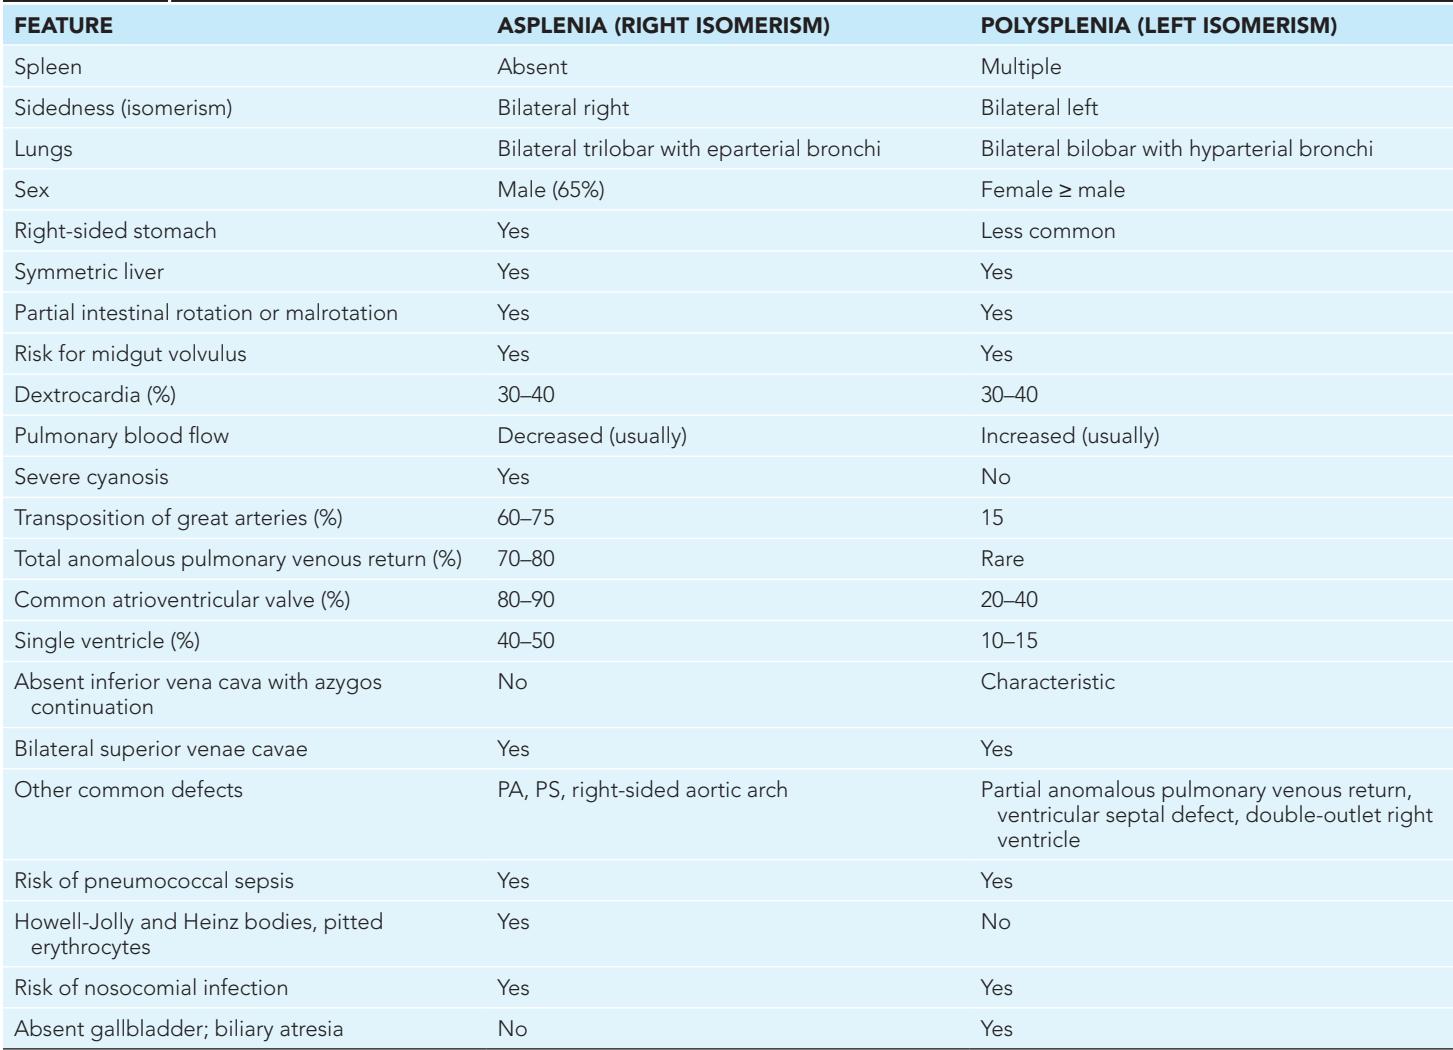 FEATURE ASPLENIA (RIGHT ISOMERISM) POLYSPLENIA (LEFT ISOMERISM)
Spleen Absent Multiple
Sidedness (isomerism) Bilateral right Bilateral left
Lungs Bilateral trilobar with eparterial bronchi Bilateral bilobar with hyparterial bronchi
Sex Male (65%) Female ≥ male
Right-sided stomach Yes Less common
Symmetric liver Yes Yes
Partial intestinal rotation or malrotation Yes Yes
Risk for midgut volvulus Yes Yes
Dextrocardia (%) 30–40 30–40
Pulmonary blood flow Decreased (usually) Increased (usually)
Severe cyanosis Yes No
Transposition of great arteries (%) 60–75 15
Total anomalous pulmonary venous return (%) 70–80 Rare
Common atrioventricular valve (%) 80–90 20–40
Single ventricle (%) 40–50 10–15
Absent inferior vena cava with azygos No Characteristic
continuation
Bilateral superior venae cavae Yes Yes
Other common defects PA, PS, right-sided aortic arch Partial anomalous pulmonary venous return,
ventricular septal defect, double-outlet right
ventricle
Risk of pneumococcal sepsis Yes Yes
Howell-Jolly and Heinz bodies, pitted Yes No
erythrocytes
Risk of nosocomial infection Yes Yes
Absent gallbladder; biliary atresia No Yes